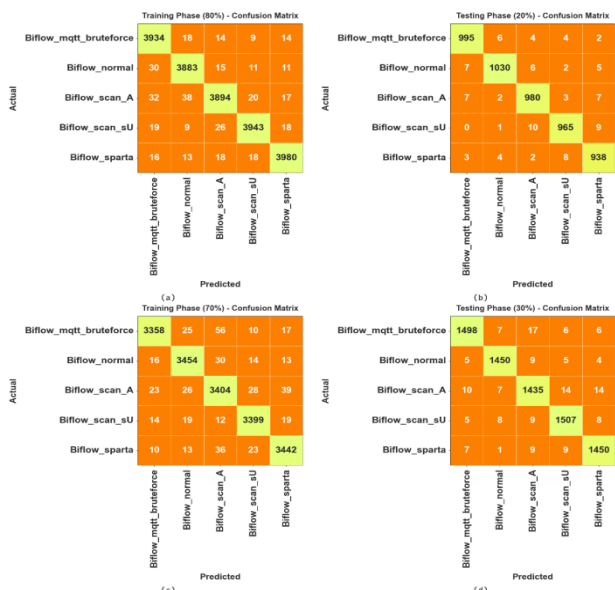 Training Phase (80%) - Confusion Matrix
Biflow_mqtt_bruteforce 3934 18 14 9 14
Biflow_normal 30 3883 15 11 11
Biflow_scan_A 32 38 3894 20 17
Biflow_scan_sU 19 9 26 3943 18
Biflow_sparta 16 13 18 18 3980
Actual
Biflow_mqtt_bruteforce
Biflow_normal
Biflow_scan_A
Biflow_scan_sU
Biflow_sparta
Predicted
(a)
Testing Phase (20%) - Confusion Matrix
Biflow_mqtt_bruteforce 995 6 4 4 2
Biflow_normal 7 1030 6 2 5
Biflow_scan_A 7 2 980 3 7
Biflow_scan_sU 0 1 10 965 9
Biflow_sparta 3 4 2 8 938
Actual
Biflow_mqtt_bruteforce
Biflow_normal
Biflow_scan_A
Biflow_scan_sU
Biflow_sparta
Predicted
(b)
Training Phase (70%) - Confusion Matrix
Biflow_mqtt_bruteforce 3358 25 56 10 17
Biflow_normal 16 3454 30 14 13
Biflow_scan_A 23 26 3404 28 39
Biflow_scan_sU 14 19 12 3399 19
Biflow_sparta 10 13 36 23 3442
Actual
Biflow_mqtt_bruteforce
Biflow_normal
Biflow_scan_A
Biflow_scan_sU
Biflow_sparta
Predicted
Testing Phase (30%) - Confusion Matrix
Biflow_mqtt_bruteforce 1498 7 17 6 6
Biflow_normal 5 1450 9 5 4
Biflow_scan_A 10 7 1435 14 14
Biflow_scan_sU 5 8 9 1507 8
Biflow_sparta 7 1 9 9 1450
Actual
Biflow_mqtt_bruteforce
Biflow_normal
Biflow_scan_A
Biflow_scan_sU
Biflow_sparta
Predicted